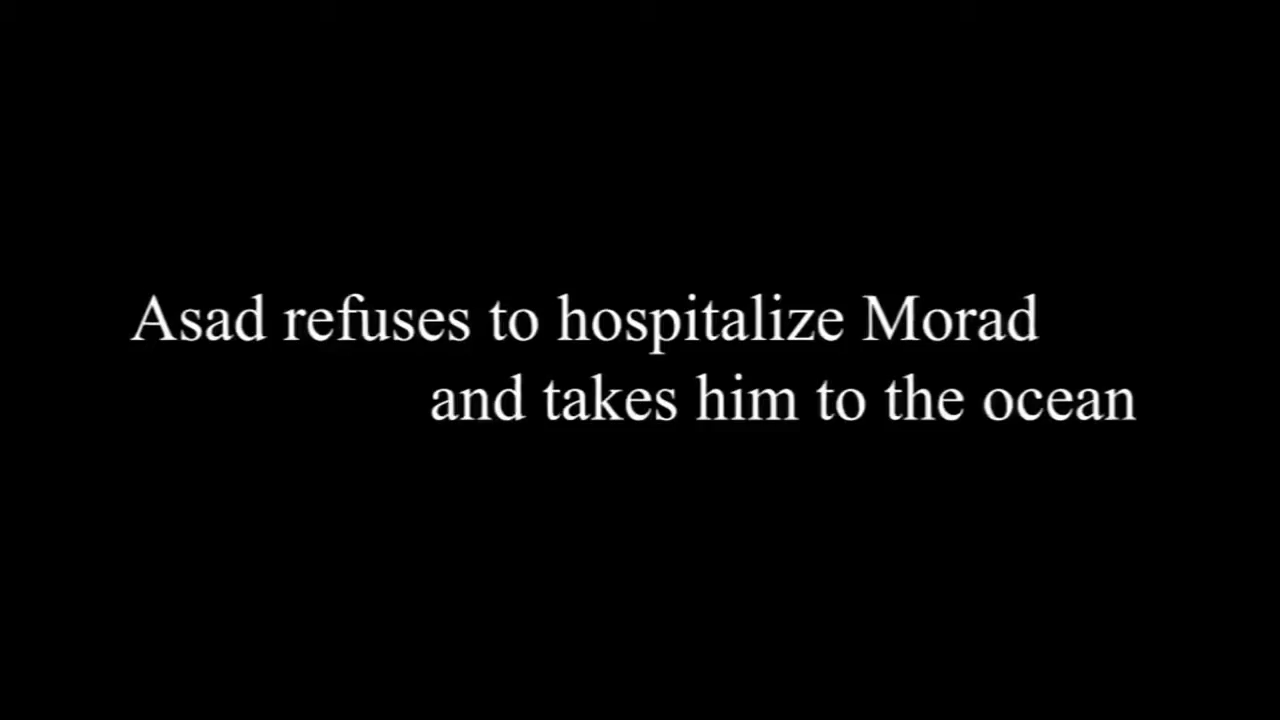 Asad refuses to hospitalize Morad
and takes him to the ocean